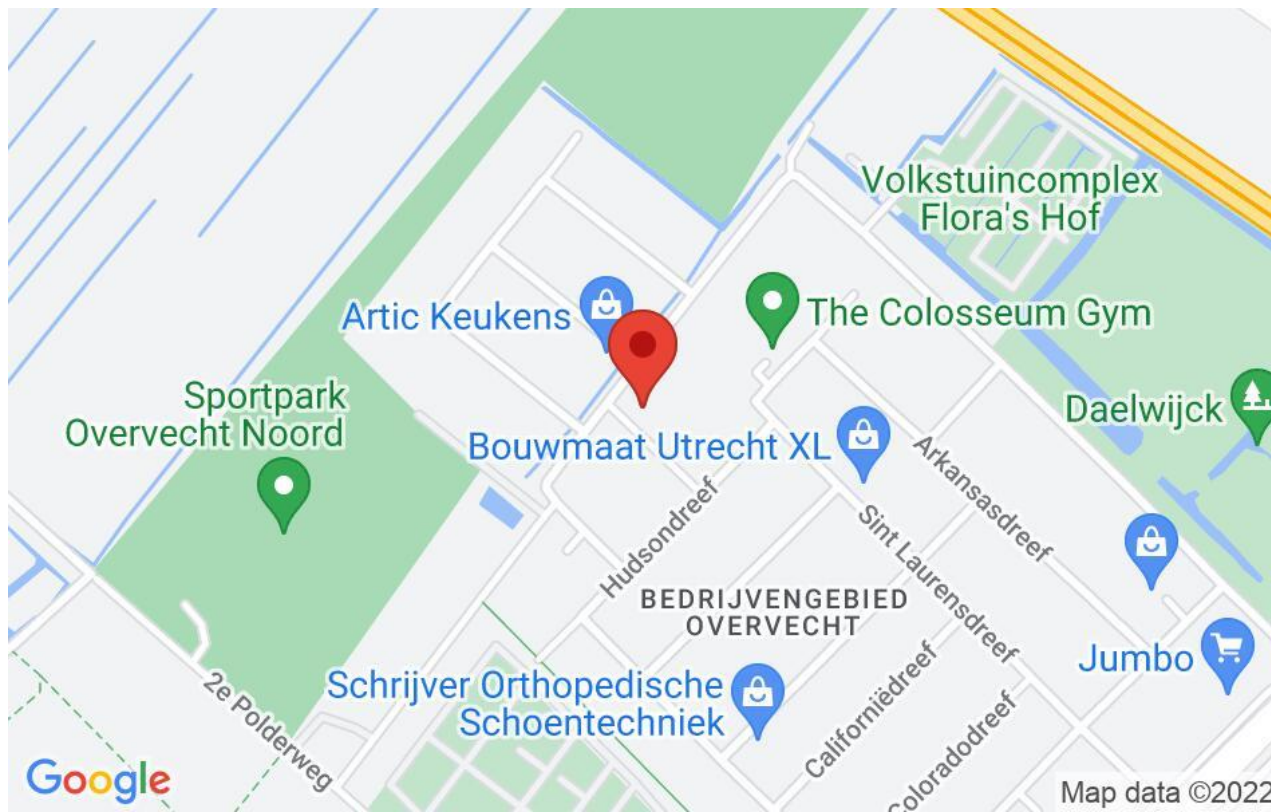 Volkstuincomplex
Flora's Hof
Artic Keukens
The Colosseum Gym
Sportpark
Overvecht Noord
Daelwijck
Bouwmaat Utrecht XL
Arkansasdreef
Hudsondreef
Sint Laurensdreef
BEDRIJVENGEBIED
OVERVECHT
Jumbo
Schrijver Orthopedische
Schoentechniek
2e Polderweg
Californiëdreef
Coloradodreef
Google
Map data ©2022